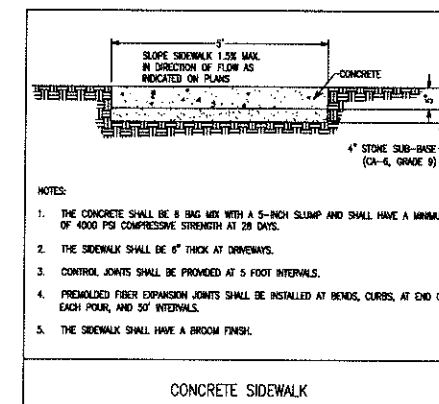 5'
SLOPE SIDEWALK 1.5% MAX.
IN DIRECTION OF FLOW AS
INDICATED ON PLANS
CONCRETE
5"
4" STONE SUB-BASE
(CA-6, GRADE 9)
NOTES:
1. THE CONCRETE SHALL BE 6 BAG MIX WITH A 5-INCH SLUMP AND SHALL HAVE A MINIMU
OF 4000 PSI COMPRESSIVE STRENGTH AT 28 DAYS.
2. THE SIDEWALK SHALL BE 6" THICK AT DRIVEWAYS.
3. CONTROL JOINTS SHALL BE PROVIDED AT 5 FOOT INTERVALS.
4. PREMOLDED FIBER EXPANSION JOINTS SHALL BE INSTALLED AT BENDS, CURBS, AT END O
EACH POUR, AND 50' INTERVALS.
5. THE SIDEWALK SHALL HAVE A BROOM FINISH.
CONCRETE SIDEWALK